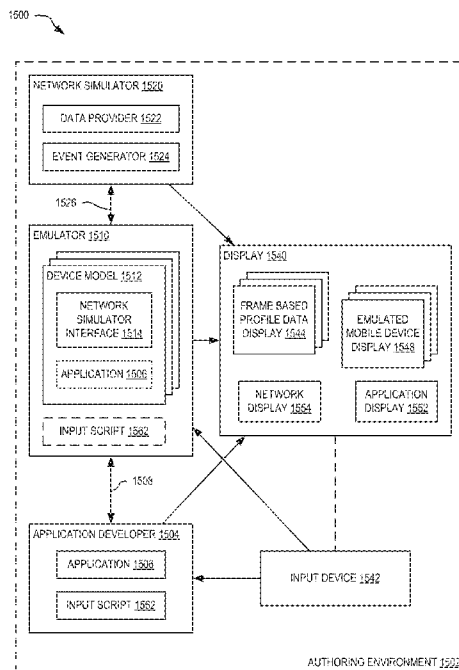 1500
NETWORK SIMULATOR 1520
DATA PROVIDER 1522
EVENT GENERATOR 1524
1526
EMULATOR 1510
DEVICE MODEL 1512
NETWORK
SIMULATOR
INTERFACE 1514
APPLICATION 1506
INPUT SCRIPT 1562
DISPLAY 1540
FRAME BASED
PROFILE DATA
DISPLAY 1544
EMULATED
MOBILE DEVICE
DISPLAY 1548
NETWORK
DISPLAY 1554
APPLICATION
DISPLAY 1552
1508
APPLICATION DEVELOPER 1504
APPLICATION 1506
INPUT SCRIPT 1562
INPUT DEVICE 1542
AUTHORING ENVIRONMENT 1502